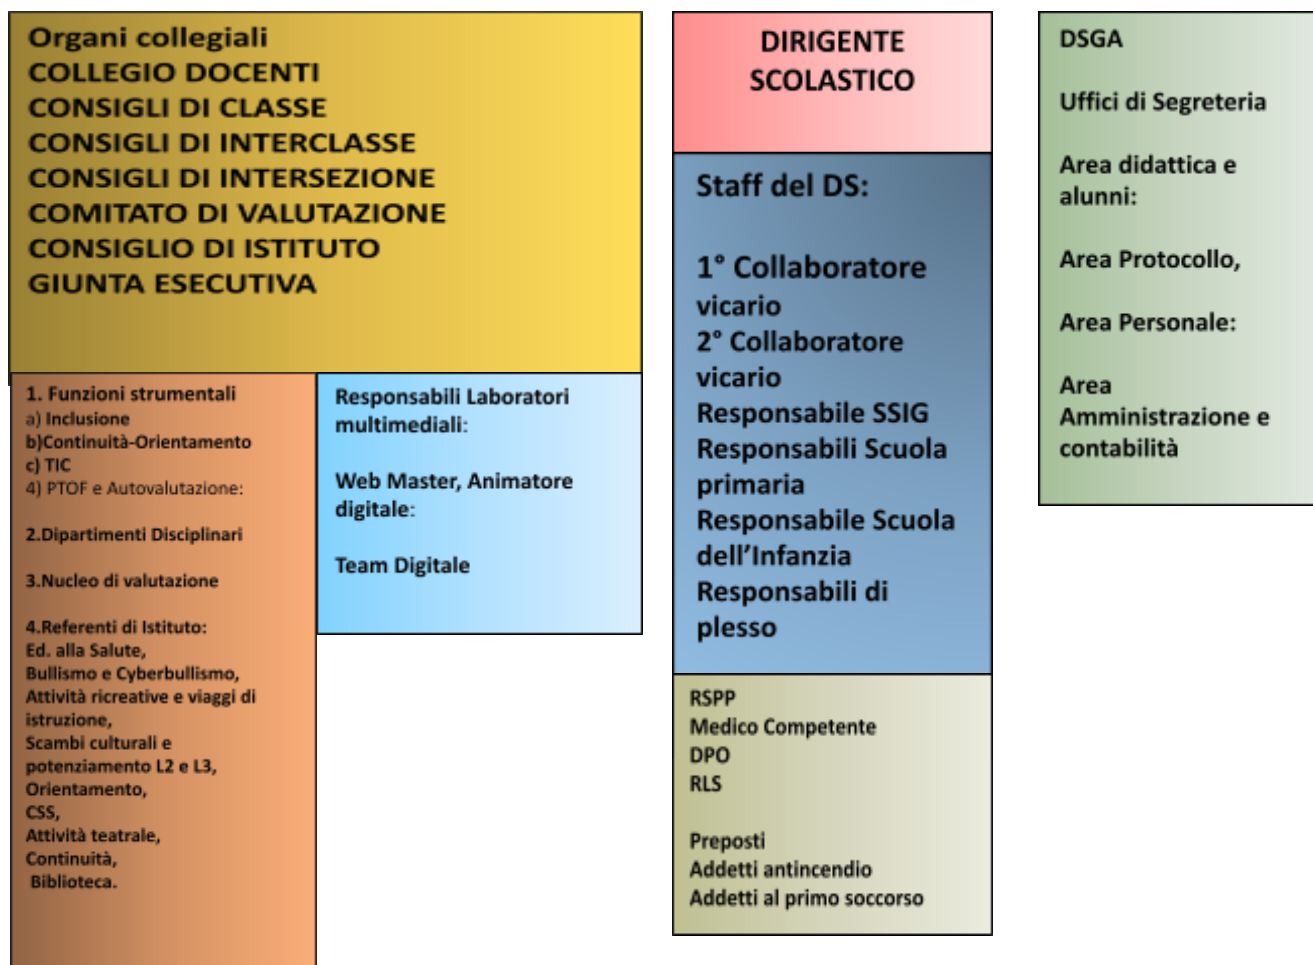 Organi collegiali
COLLEGIO DOCENTI
CONSIGLI DI CLASSE
CONSIGLI DI INTERCLASSE
CONSIGLI DI INTERSEZIONE
COMITATO DI VALUTAZIONE
CONSIGLIO DI ISTITUTO
GIUNTA ESECUTIVA
1. Funzioni strumentali
a) Inclusione
b)Continuità-Orientamento
c) TIC
4) PTOF e Autovalutazione:
2.Dipartimenti Disciplinari
3.Nucleo di valutazione
4.Referenti di Istituto:
Ed. alla Salute,
Bullismo e Cyberbullismo,
Attività ricreative e viaggi di
istruzione,
Scambi culturali e
potenziamento L2 e L3,
Orientamento,
CSS,
Attività teatrale,
Continuità,
Biblioteca.
Responsabili Laboratori
multimediali:
Web Master, Animatore
digitale:
Team Digitale
DIRIGENTE
SCOLASTICO
Staff del DS:
1° Collaboratore
vicario
2° Collaboratore
vicario
Responsabile SSIG
Responsabili Scuola
primaria
Responsabile Scuola
dell’Infanzia
Responsabili di
plesso
RSPP
Medico Competente
DPO
RLS
Preposti
Addetti antincendio
Addetti al primo soccorso
DSGA
Uffici di Segreteria
Area didattica e
alunni:
Area Protocollo,
Area Personale:
Area
Amministrazione e
contabilità